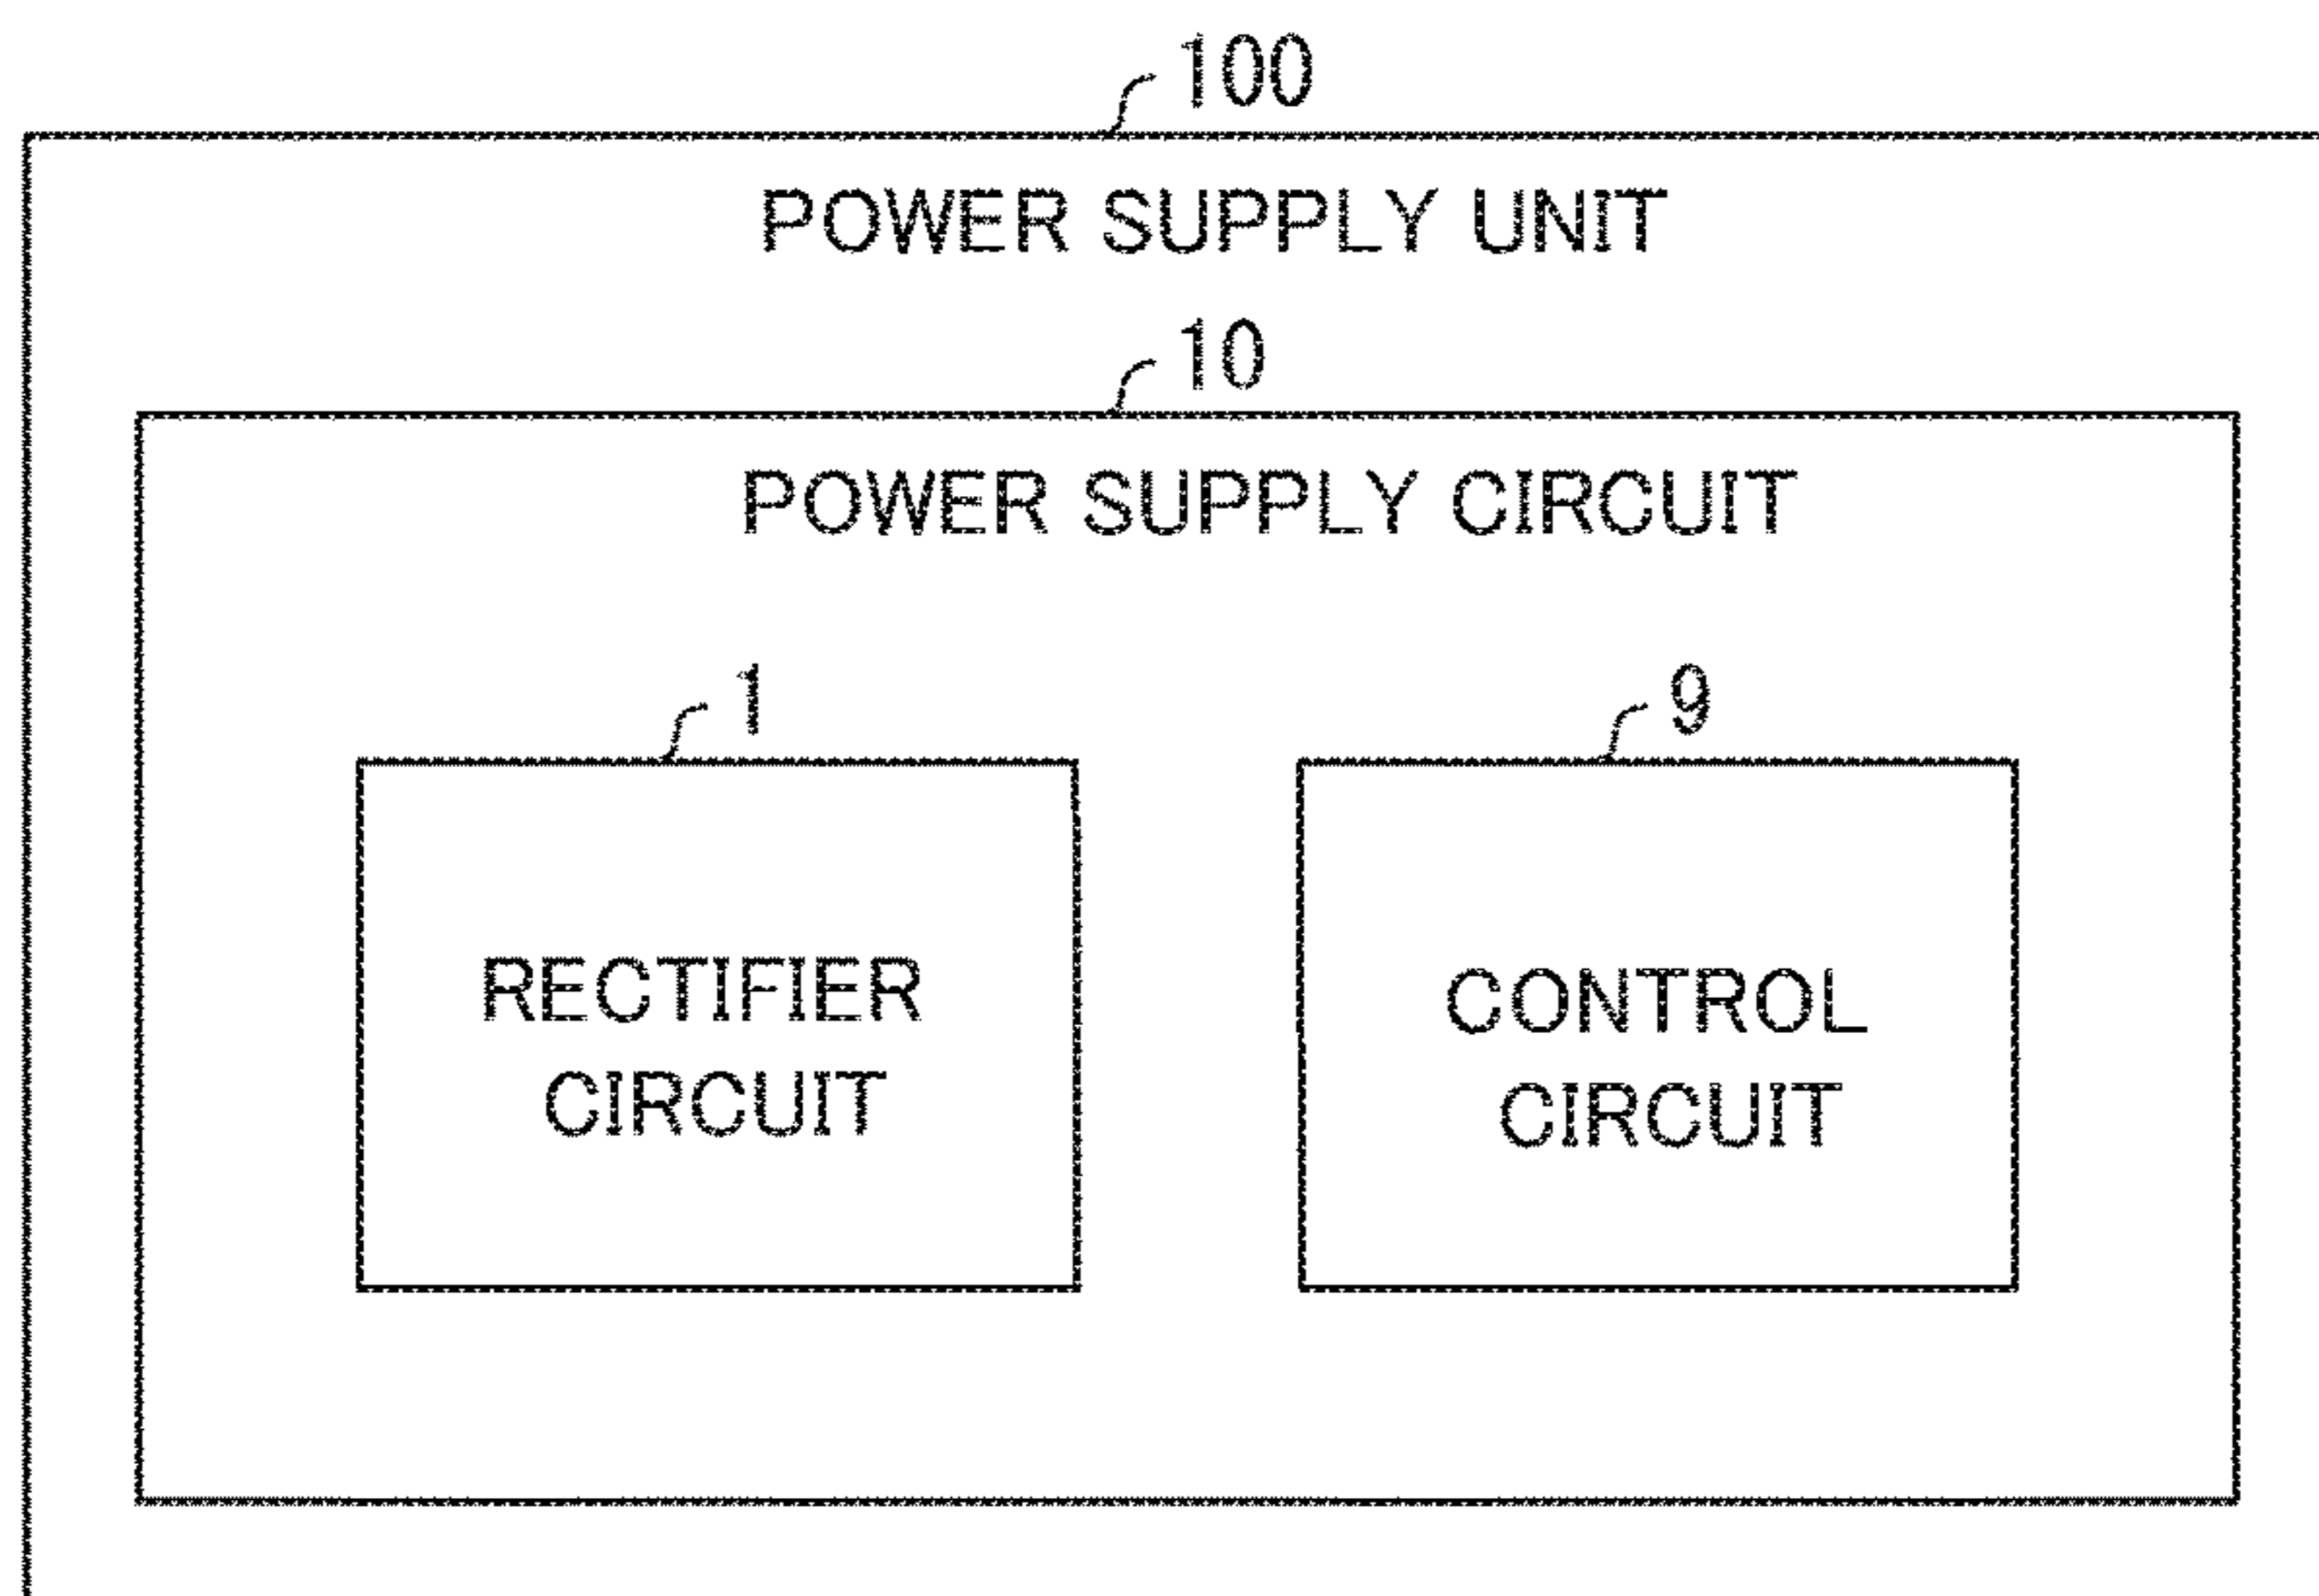 100
POWER SUPPLY UNIT
10
POWER SUPPLY CIRCUIT
1
9
RECTIFIER
CIRCUIT
CONTROL
CIRCUIT